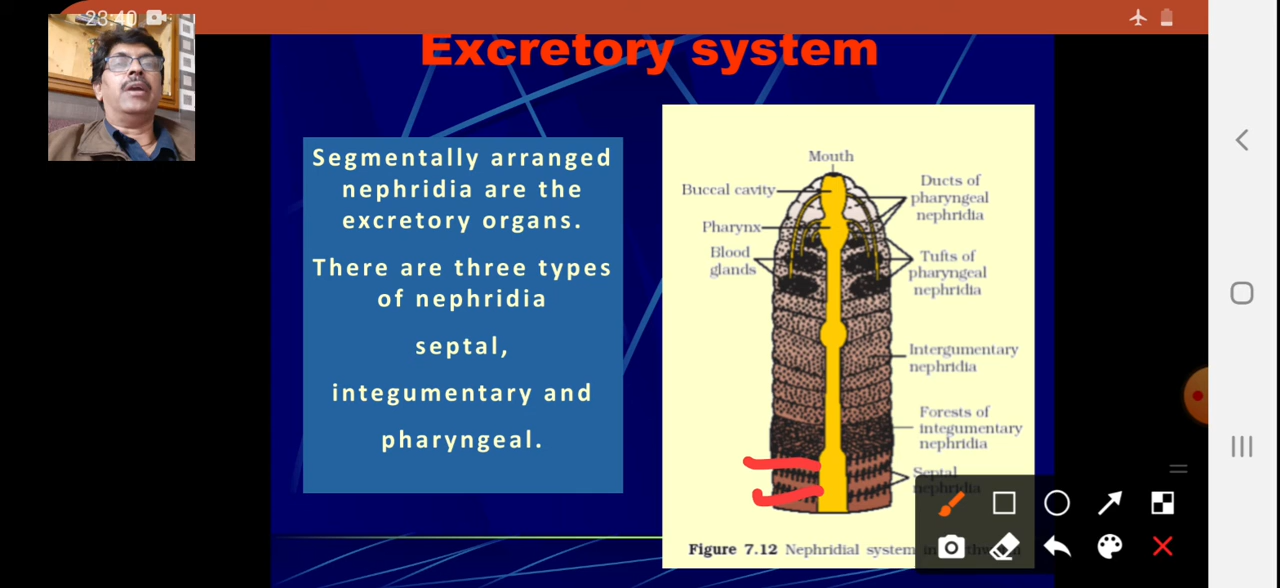 23:40
Excretory system
Segmentally arranged
nephridia are the
excretory organs.
There are three types
of nephridia
septal,
integumentary and
pharyngeal.
Mouth
Buccal cavity
Pharynx
Blood
glands
Ducts of
pharyngeal
nephridia
Tufts of
pharyngeal
nephridia
Intergumentary
nephridia
Forests of
integumentary
nephridia
Septal
nephridia
Figure 7.12 Nephridial system in